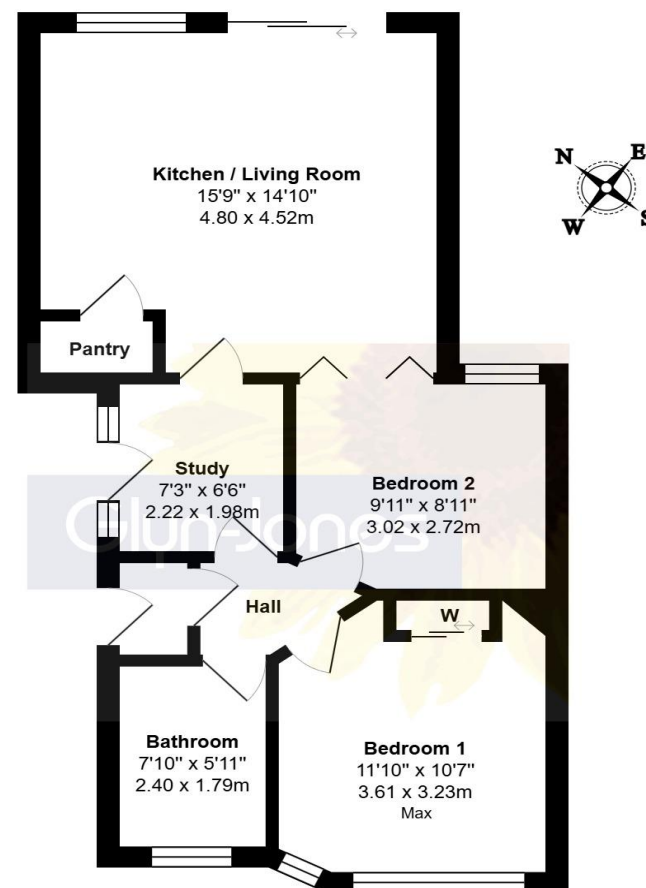 Kitchen / Living Room
15'9" x 14'10"
4.80 x 4.52m
N
E
W
S
Pantry
Study
7'3" x 6'6"
2.22 x 1.98m
Bedroom 2
9'11" x 8'11"
3.02 x 2.72m
Glyn-Jones
Hall
W
Bathroom
7'10" x 5'11"
2.40 x 1.79m
Bedroom 1
11'10" x 10'7"
3.61 x 3.23m
Max